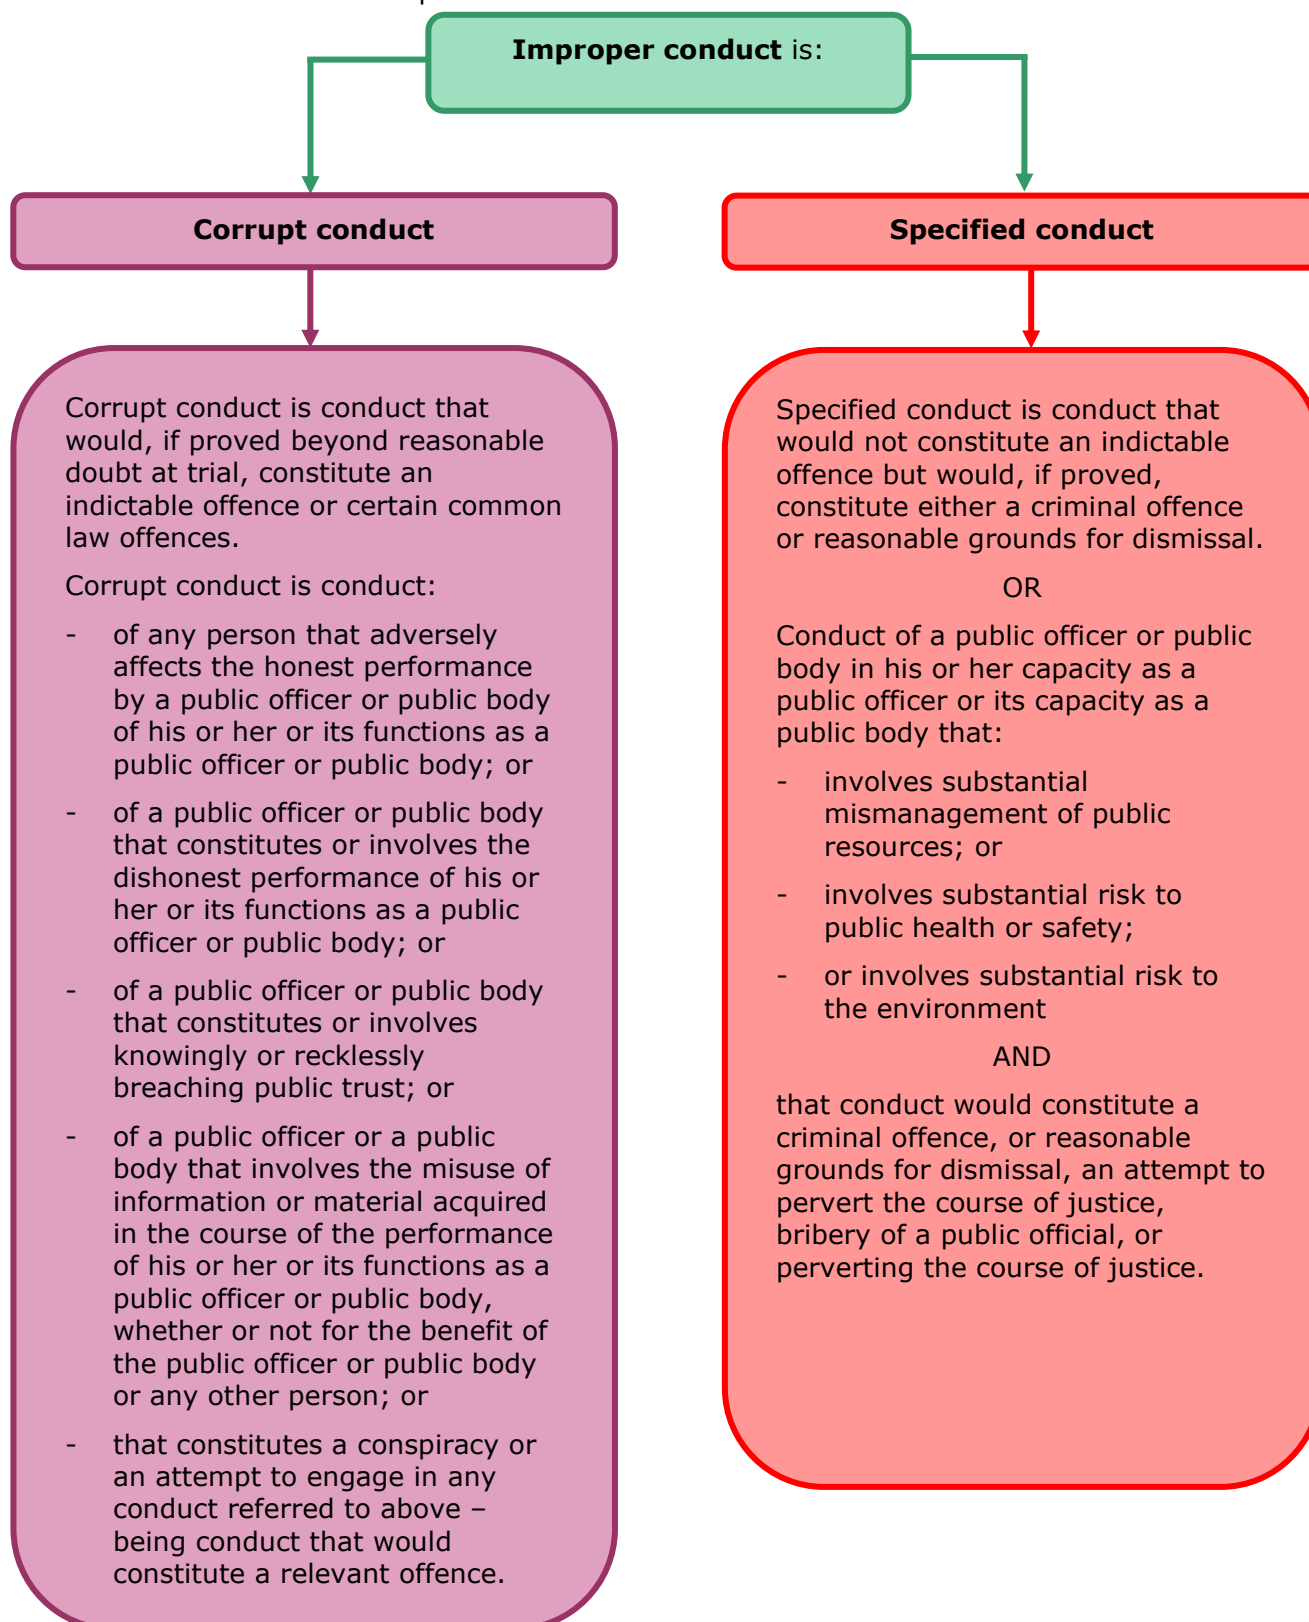 Improper conduct is:
Corrupt conduct
Corrupt conduct is conduct that
would, if proved beyond reasonable
doubt at trial, constitute an
indictable offence or certain common
law offences.
Corrupt conduct is conduct:
- of any person that adversely
affects the honest performance
by a public officer or public body
of his or her or its functions as a
public officer or public body; or
- of a public officer or public body
that constitutes or involves the
dishonest performance of his or
her or its functions as a public
officer or public body; or
- of a public officer or public body
that constitutes or involves
knowingly or recklessly
breaching public trust; or
- of a public officer or a public
body that involves the misuse of
information or material acquired
in the course of the performance
of his or her or its functions as a
public officer or public body,
whether or not for the benefit of
the public officer or public body
or any other person; or
- that constitutes a conspiracy or
an attempt to engage in any
conduct referred to above –
being conduct that would
constitute a relevant offence.
Specified conduct
Specified conduct is conduct that
would not constitute an indictable
offence but would, if proved,
constitute either a criminal offence
or reasonable grounds for dismissal.
OR
Conduct of a public officer or public
body in his or her capacity as a
public officer or its capacity as a
public body that:
- involves substantial
mismanagement of public
resources; or
- involves substantial risk to
public health or safety;
- or involves substantial risk to
the environment
AND
that conduct would constitute a
criminal offence, or reasonable
grounds for dismissal, an attempt to
pervert the course of justice,
bribery of a public official, or
perverting the course of justice.